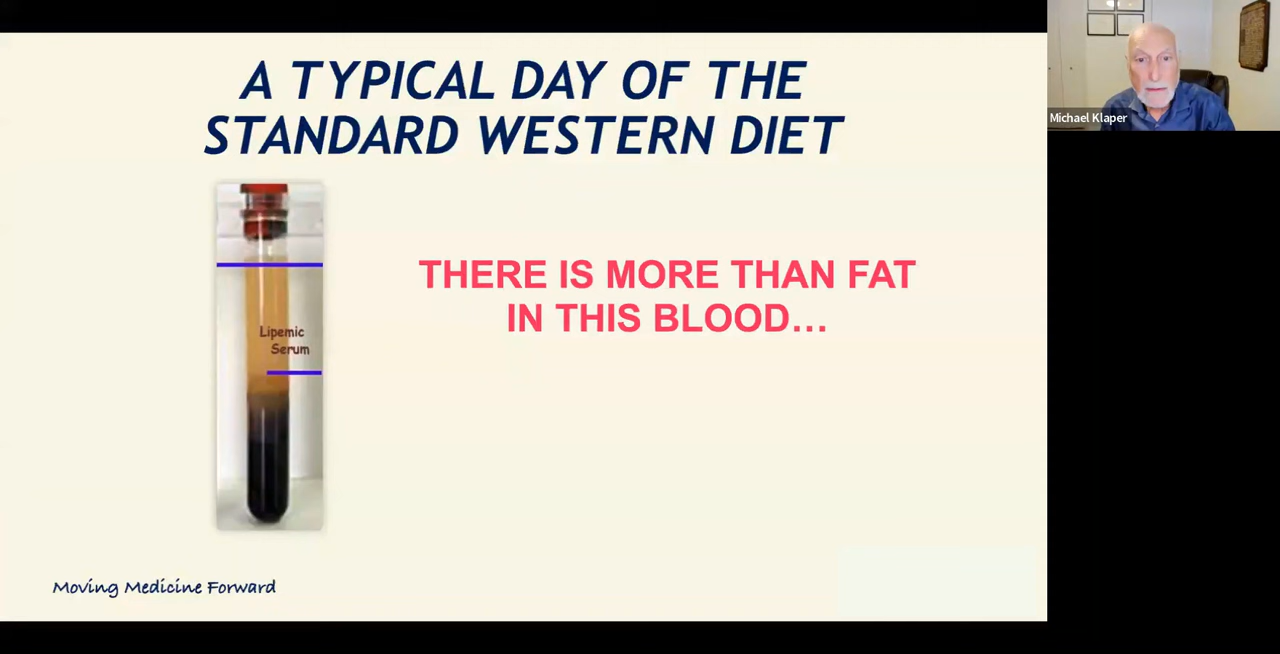 A TYPICAL DAY OF THE
STANDARD WESTERN DIET
Michael Klaper
THERE IS MORE THAN FAT
IN THIS BLOOD...
Lipemic
Serum
Moving Medicine Forward